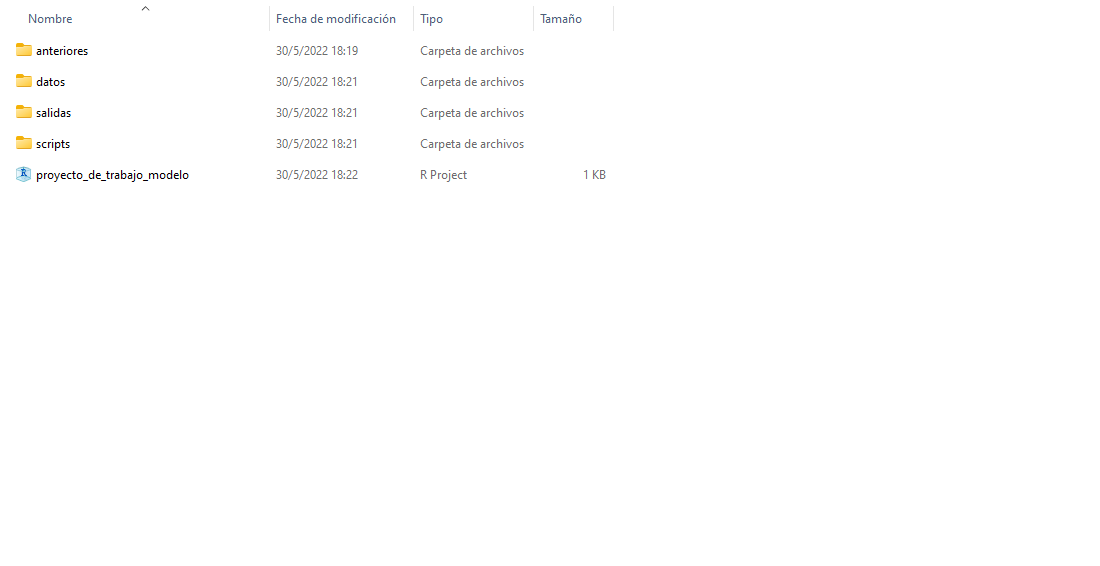 Nombre Fecha de modificación Tipo Tamaño
anteriores 30/5/2022 18:19 Carpeta de archivos
datos 30/5/2022 18:21 Carpeta de archivos
salidas 30/5/2022 18:21 Carpeta de archivos
scripts 30/5/2022 18:21 Carpeta de archivos
proyecto_de_trabajo_modelo 30/5/2022 18:22 R Project 1 KB